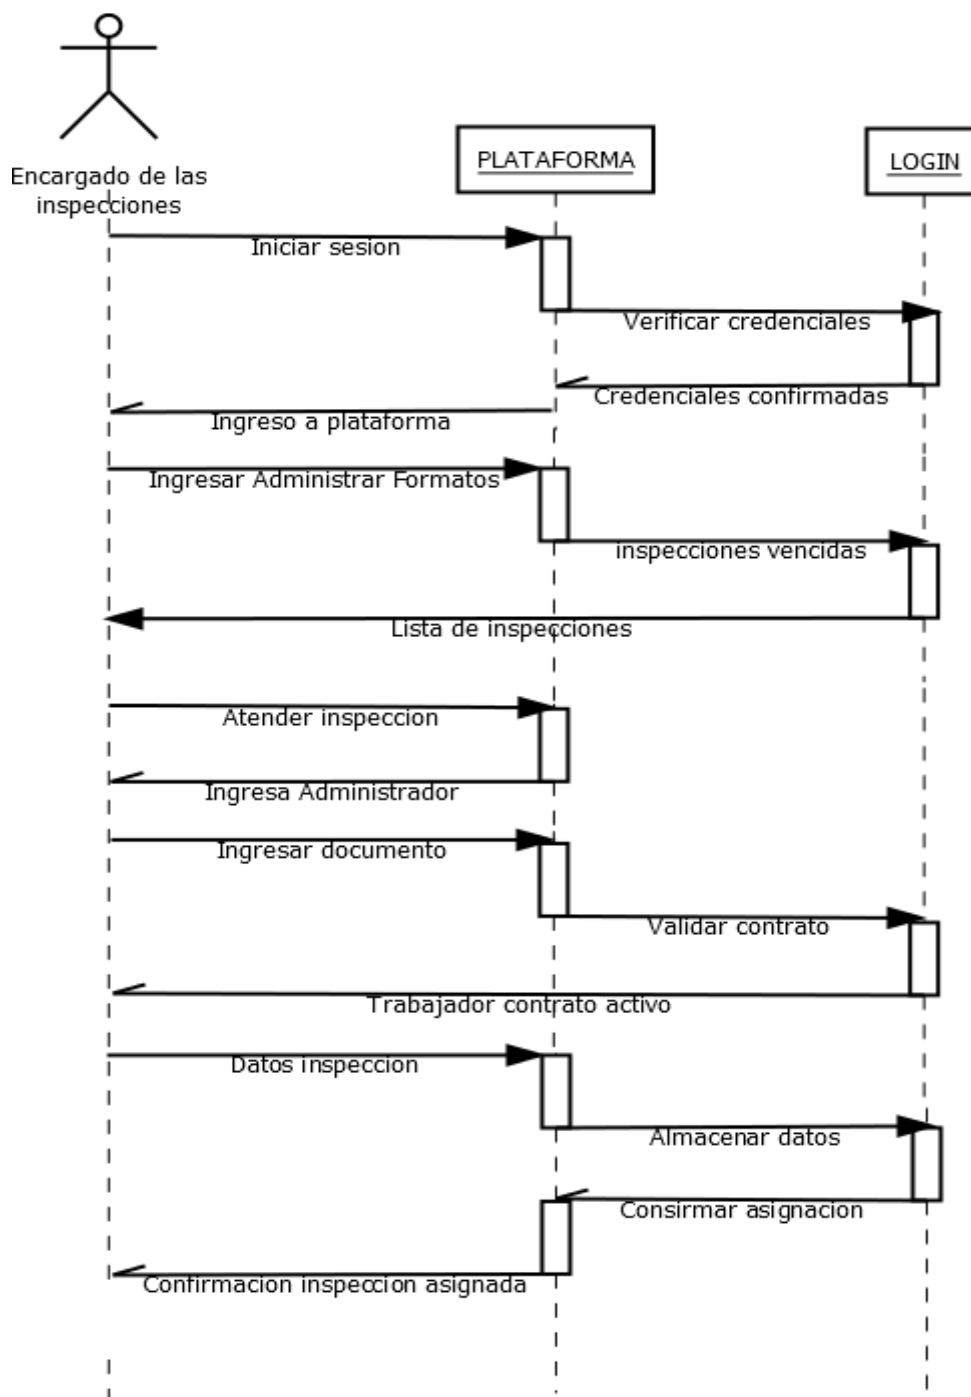 Encargado de las
inspecciones
PLATAFORMA
LOGIN
Iniciar sesion
Verificar credenciales
Credenciales confirmadas
Ingreso a plataforma
Ingresar Administrar Formatos
inspecciones vencidas
Lista de inspecciones
Atender inspeccion
Ingresa Administrador
Ingresar documento
Validar contrato
Trabajador contrato activo
Datos inspeccion
Almacenar datos
Consirmar asignacion
Confirmacion inspeccion asignada